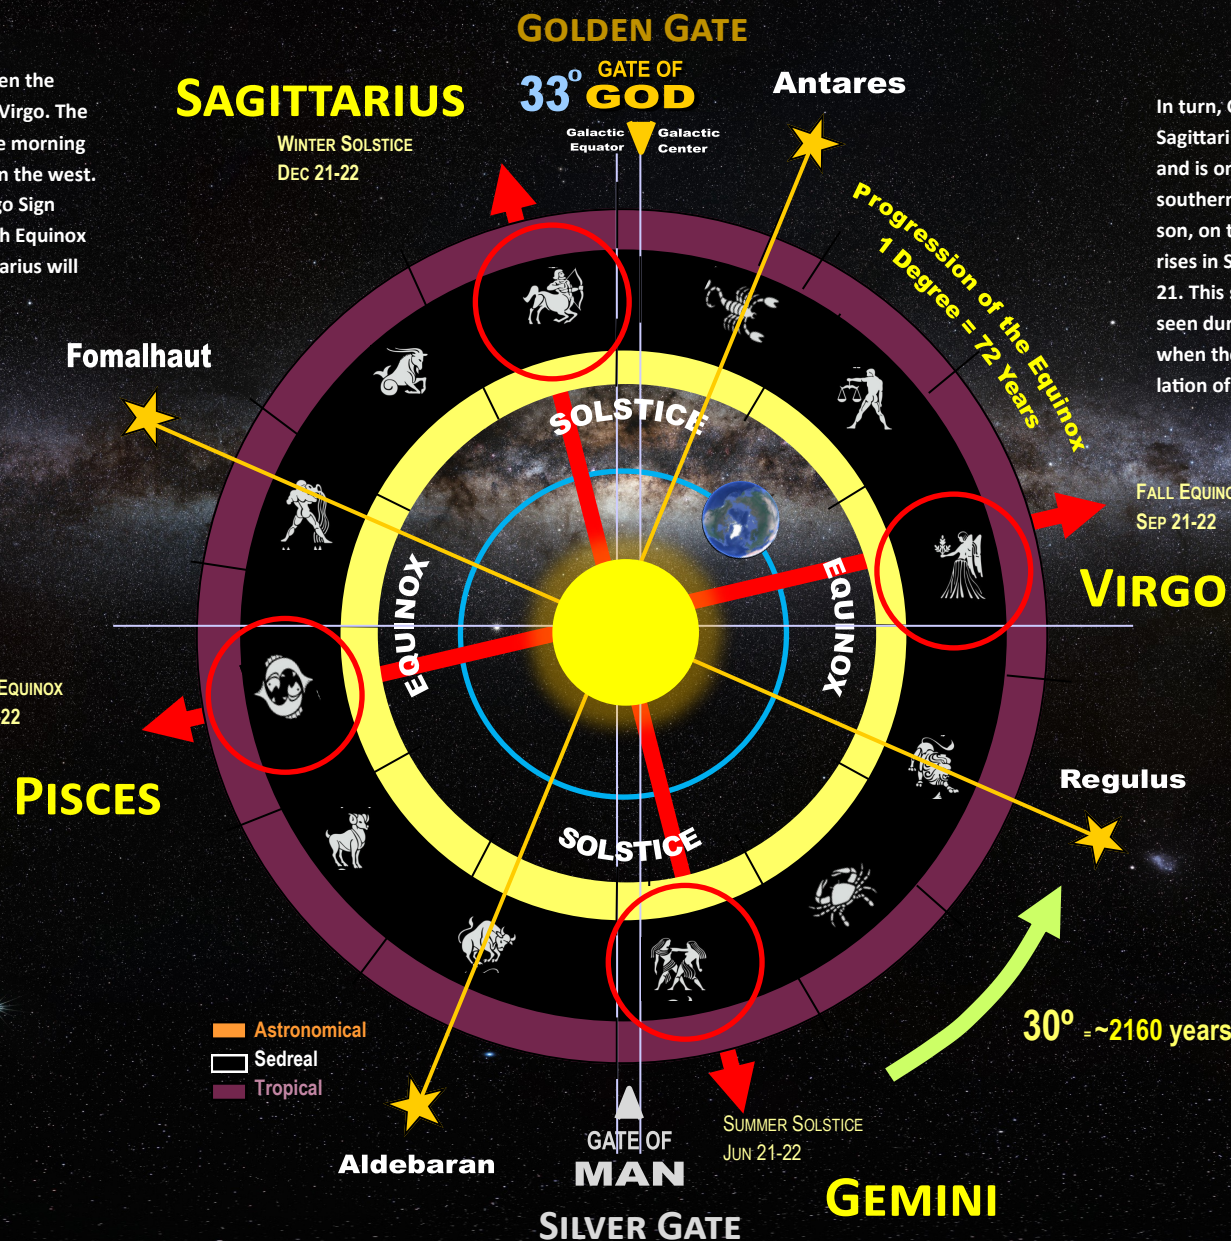 GOLDEN GATE
33° GATE OF
GOD
Galactic Equator
Galactic Center
SAGITTARIUS
WINTER SOLSTICE
DEC 21-22
Antares
en the
Virgo. The
e morning
n the west.
go Sign
h Equinox
arius will
In turn,
Sagittari
and is on
southern
son, on t
rises in S
21. This
seen dur
when the
lation of
Progression of the Equinox
1 Degree = 72 Years
Fomalhaut
SOLSTICE
EQUINOX
EQUINOX
SOLSTICE
FALL EQUINO
SEP 21-22
VIRGO
EQUINOX
-22
PISCES
Regulus
30° = ~2160 years
Astronomical
Sedreal
Tropical
Aldebaran
GATE OF
MAN
SILVER GATE
SUMMER SOLSTICE
JUN 21-22
GEMINI